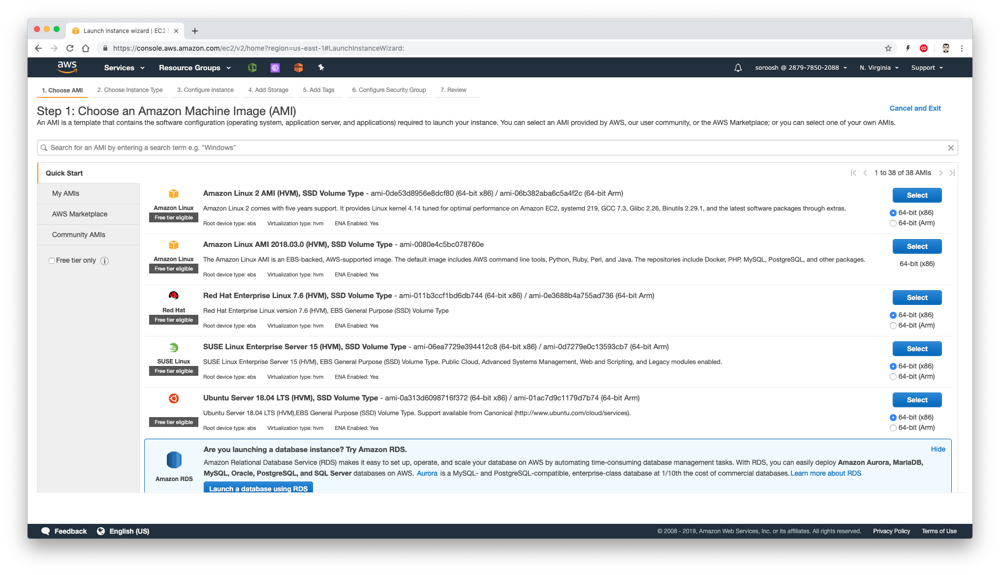 Launch instance wizard | EC2
https://console.aws.amazon.com/ec2/v2/home?region=us-east-1#LaunchInstanceWizard:
aws Services Resource Groups soroosh @ 2879-7850-2088 N. Virginia Support
1. Choose AMI 2. Choose Instance Type 3. Configure Instance 4. Add Storage 5. Add Tags 6. Configure Security Group 7. Review
Step 1: Choose an Amazon Machine Image (AMI)
Cancel and Exit
An AMI is a template that contains the software configuration (operating system, application server, and applications) required to launch your instance. You can select an AMI provided by AWS, our user community, or the AWS Marketplace; or you can select one of your own AMIs.
Search for an AMI by entering a search term e.g. "Windows"
Quick Start
My AMIs
AWS Marketplace
Community AMIs
Free tier only
1 to 38 of 38 AMIs
Amazon Linux
Free tier eligible
Amazon Linux 2 AMI (HVM), SSD Volume Type - ami-0de53d8956e8dcf80 (64-bit x86) / ami-06b382aba6c5a4f2c (64-bit Arm)
Amazon Linux 2 comes with five years support. It provides Linux kernel 4.14 tuned for optimal performance on Amazon EC2, systemd 219, GCC 7.3, Glibc 2.26, Binutils 2.29.1, and the latest software packages through extras.
Root device type: ebs Virtualization type: hvm ENA Enabled: Yes
Select
64-bit (x86)
64-bit (Arm)
Amazon Linux
Free tier eligible
Amazon Linux AMI 2018.03.0 (HVM), SSD Volume Type - ami-0080e4c5bc078760e
The Amazon Linux AMI is an EBS-backed, AWS-supported image. The default image includes AWS command line tools, Python, Ruby, Perl, and Java. The repositories include Docker, PHP, MySQL, PostgreSQL, and other packages.
Root device type: ebs Virtualization type: hvm ENA Enabled: Yes
Select
64-bit (x86)
Red Hat
Free tier eligible
Red Hat Enterprise Linux 7.6 (HVM), SSD Volume Type - ami-011b3ccf1bd6db744 (64-bit x86) / ami-0e3688b4a755ad736 (64-bit Arm)
Red Hat Enterprise Linux version 7.6 (HVM), EBS General Purpose (SSD) Volume Type
Root device type: ebs Virtualization type: hvm ENA Enabled: Yes
Select
64-bit (x86)
64-bit (Arm)
SUSE Linux
Free tier eligible
SUSE Linux Enterprise Server 15 (HVM), SSD Volume Type - ami-06ea7729e394412c8 (64-bit x86) / ami-0d7279e0c13593cb7 (64-bit Arm)
SUSE Linux Enterprise Server 15 (HVM), EBS General Purpose (SSD) Volume Type. Public Cloud, Advanced Systems Management, Web and Scripting, and Legacy modules enabled.
Root device type: ebs Virtualization type: hvm ENA Enabled: Yes
Select
64-bit (x86)
64-bit (Arm)
Free tier eligible
Ubuntu Server 18.04 LTS (HVM), SSD Volume Type - ami-0a313d6098716f372 (64-bit x86) / ami-01ac7d9c1179d7b74 (64-bit Arm)
Ubuntu Server 18.04 LTS (HVM),EBS General Purpose (SSD) Volume Type. Support available from Canonical (http://www.ubuntu.com/cloud/services).
Root device type: ebs Virtualization type: hvm ENA Enabled: Yes
Select
64-bit (x86)
64-bit (Arm)
Amazon RDS
Are you launching a database instance? Try Amazon RDS.
Hide
Amazon Relational Database Service (RDS) makes it easy to set up, operate, and scale your database on AWS by automating time-consuming database management tasks. With RDS, you can easily deploy Amazon Aurora, MariaDB,
MySQL, Oracle, PostgreSQL, and SQL Server databases on AWS. Aurora is a MySQL- and PostgreSQL-compatible, enterprise-class database at 1/10th the cost of commercial databases. Learn more about RDS
Launch a database using RDS
Feedback English (US) © 2008 - 2019, Amazon Web Services, Inc. or its affiliates. All rights reserved. Privacy Policy Terms of Use